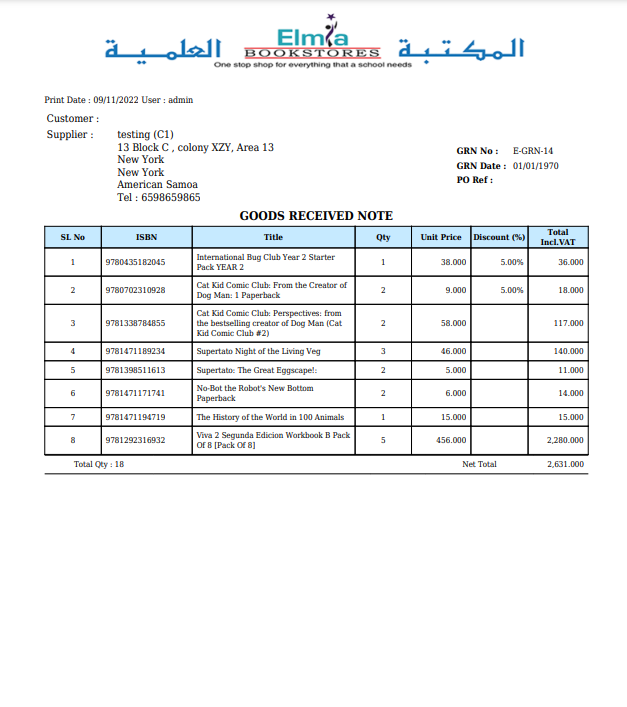 العلمية
Elmia
BOOKSTORES
المكتبة
One stop shop for everything that a school needs
Print Date : 09/11/2022 User : admin
Customer :
Supplier : testing (C1)
13 Block C , colony XZY, Area 13
New York
New York
American Samoa
Tel : 6598659865
GRN No : E-GRN-14
GRN Date : 01/01/1970
PO Ref :
GOODS RECEIVED NOTE
SL No ISBN Title Qty Unit Price Discount (%) Total
Incl.VAT
1 9780435182045 International Bug Club Year 2 Starter
Pack YEAR 2 1 38.000 5.00% 36.000
2 9780702310928 Cat Kid Comic Club: From the Creator of
Dog Man: 1 Paperback 2 9.000 5.00% 18.000
3 9781338784855 Cat Kid Comic Club: Perspectives: from
the bestselling creator of Dog Man (Cat
Kid Comic Club #2) 2 58.000 117.000
4 9781471189234 Supertato Night of the Living Veg 3 46.000 140.000
5 9781398511613 Supertato: The Great Eggscape!: 2 5.000 11.000
6 9781471171741 No-Bot the Robot's New Bottom
Paperback 2 6.000 14.000
7 9781471194719 The History of the World in 100 Animals 1 15.000 15.000
8 9781292316932 Viva 2 Segunda Edicion Workbook B Pack
Of 8 [Pack Of 8] 5 456.000 2,280.000
Total Qty : 18 Net Total 2,631.000